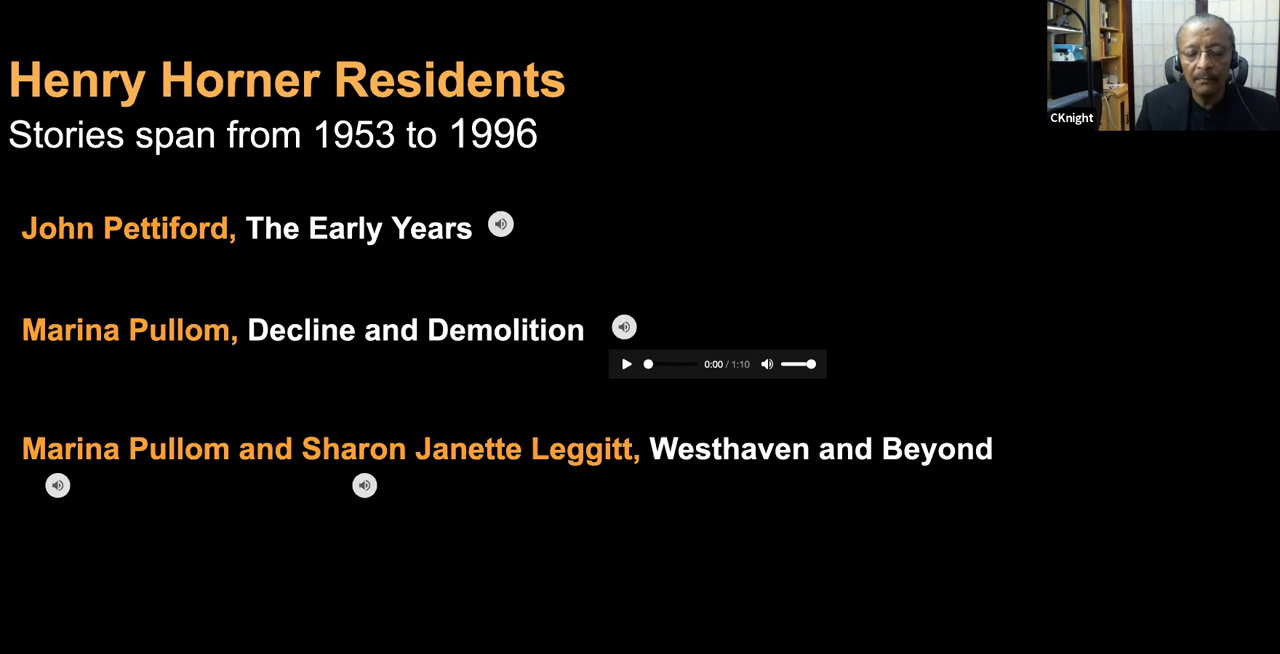 Henry Horner Residents
Stories span from 1953 to 1996
CKnight
John Pettiford, The Early Years
Marina Pullom, Decline and Demolition
0:00 / 1:10
Marina Pullom and Sharon Janette Leggitt, Westhaven and Beyond